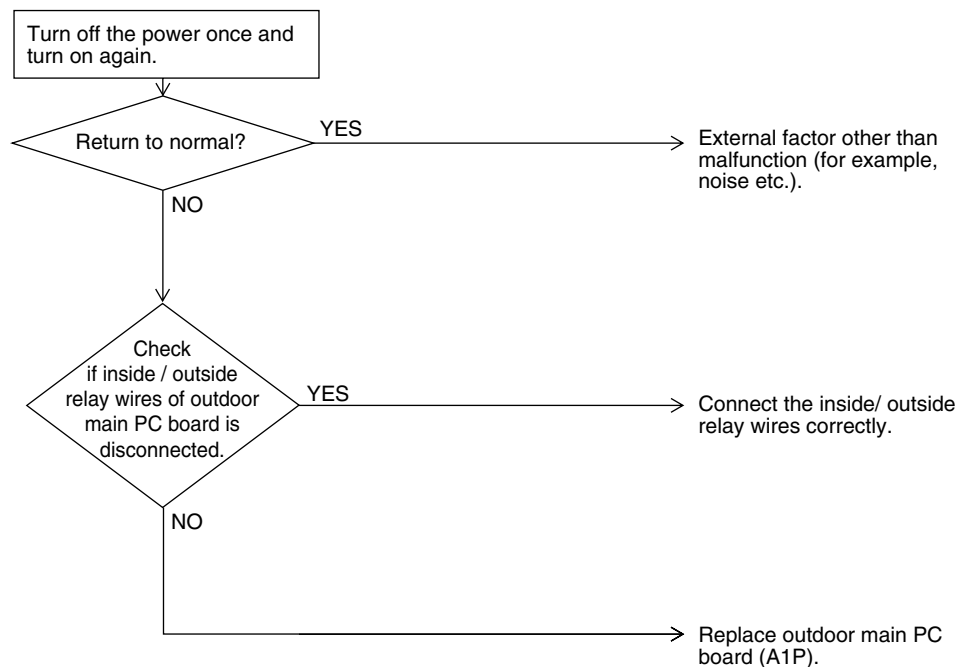 Turn off the power once and
turn on again.
Return to normal?
YES
External factor other than
malfunction (for example,
noise etc.).
NO
Check
if inside / outside
relay wires of outdoor
main PC board is
disconnected.
YES
Connect the inside/ outside
relay wires correctly.
NO
Replace outdoor main PC
board (A1P).